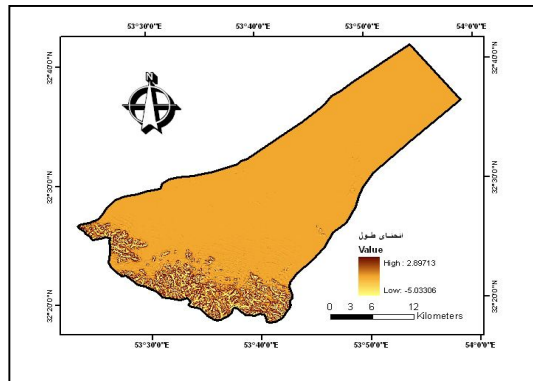 53°30'0"E 53°40'0"E 53°50'0"E 54°0'0"E
32°40'0"N
32°30'0"N
32°20'0"N
N
32°40'0"N
32°30'0"N
32°20'0"N
انحنای طول
Value
High : 2.89713
Low: -5.03306
0 3 6 12
Kilometers
53°30'0"E 53°40'0"E 53°50'0"E 54°0'0"E